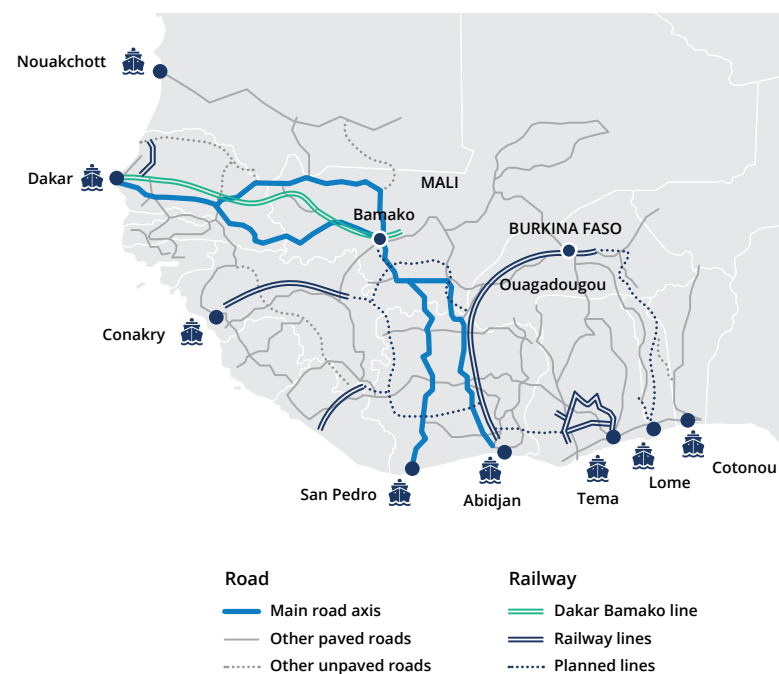 Nouakchott
Dakar
MALI
Bamako
BURKINA FASO
Ouagadougou
Conakry
San Pedro
Abidjan
Tema
Lome
Cotonou
Road
Main road axis
Other paved roads
Other unpaved roads
Railway
Dakar Bamako line
Railway lines
Planned lines